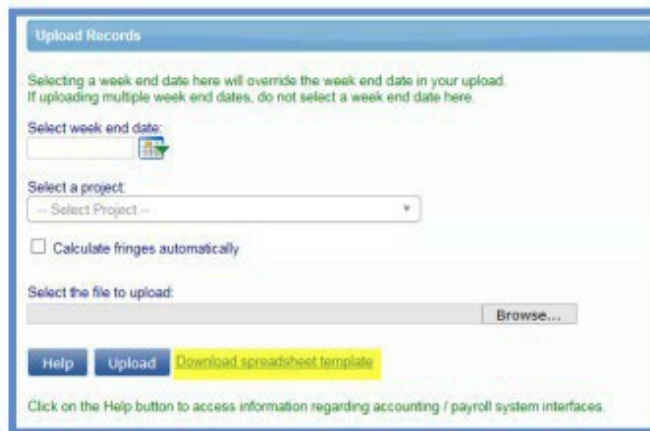 Upload Records
Selecting a week end date here will override the week end date in your upload.
If uploading multiple week end dates, do not select a week end date here.
Select week end date:
Select a project:
-- Select Project --
Calculate fringes automatically
Select the file to upload:
Browse...
Help Upload Download spreadsheet template
Click on the Help button to access information regarding accounting / payroll system interfaces.